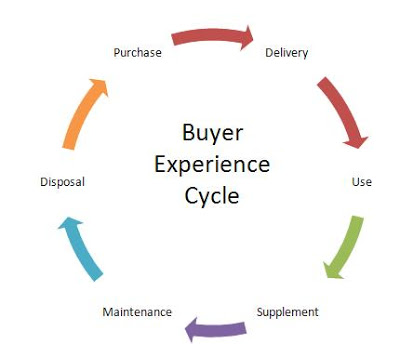 Purchase
Delivery
Use
Supplement
Maintenance
Disposal
Buyer
Experience
Cycle